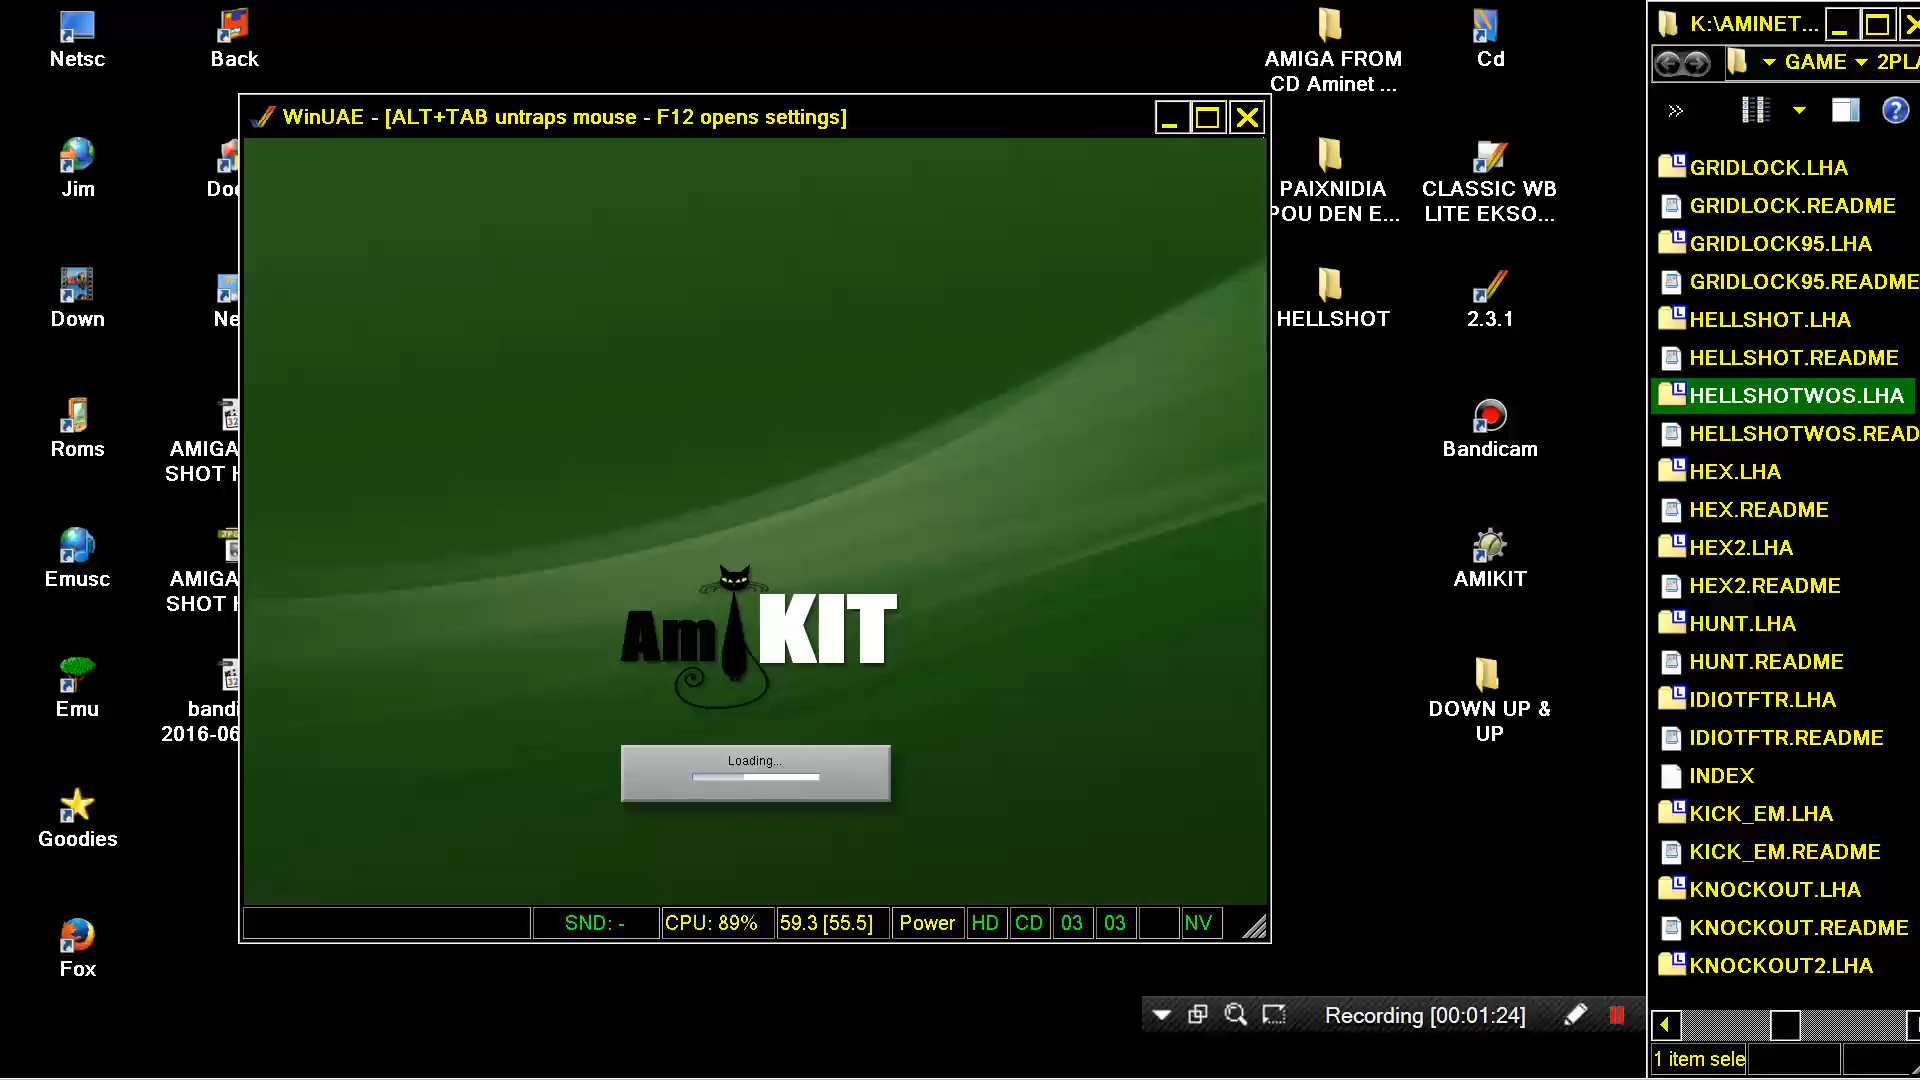 Netsc
Back
Jim
Doc
Down
Ne
Roms
AMIGA
SHOT H
Emusc
AMIGA
SHOT H
Emu
bandi
2016-06
Goodies
Fox
WinUAE - [ALT+TAB untraps mouse - F12 opens settings]
AmiKIT
Loading...
SND: -
CPU: 89%
59.3 [55.5]
Power
HD
CD
03
03
NV
AMIGA FROM
CD Aminet ...
Cd
PAIXNIDIA
POU DEN E...
CLASSIC WB
LITE EKSO...
HELLSHOT
2.3.1
Bandicam
AMIKIT
DOWN UP &
UP
Recording [00:01:24]
K:\AMINET...
GAME
2PLA
»
GRIDLOCK.LHA
GRIDLOCK.README
GRIDLOCK95.LHA
GRIDLOCK95.README
HELLSHOT.LHA
HELLSHOT.README
HELLSHOTWOS.LHA
HELLSHOTWOS.READ
HEX.LHA
HEX.README
HEX2.LHA
HEX2.README
HUNT.LHA
HUNT.README
IDIOTFTR.LHA
IDIOTFTR.README
INDEX
KICK_EM.LHA
KICK_EM.README
KNOCKOUT.LHA
KNOCKOUT.README
KNOCKOUT2.LHA
1 item sele